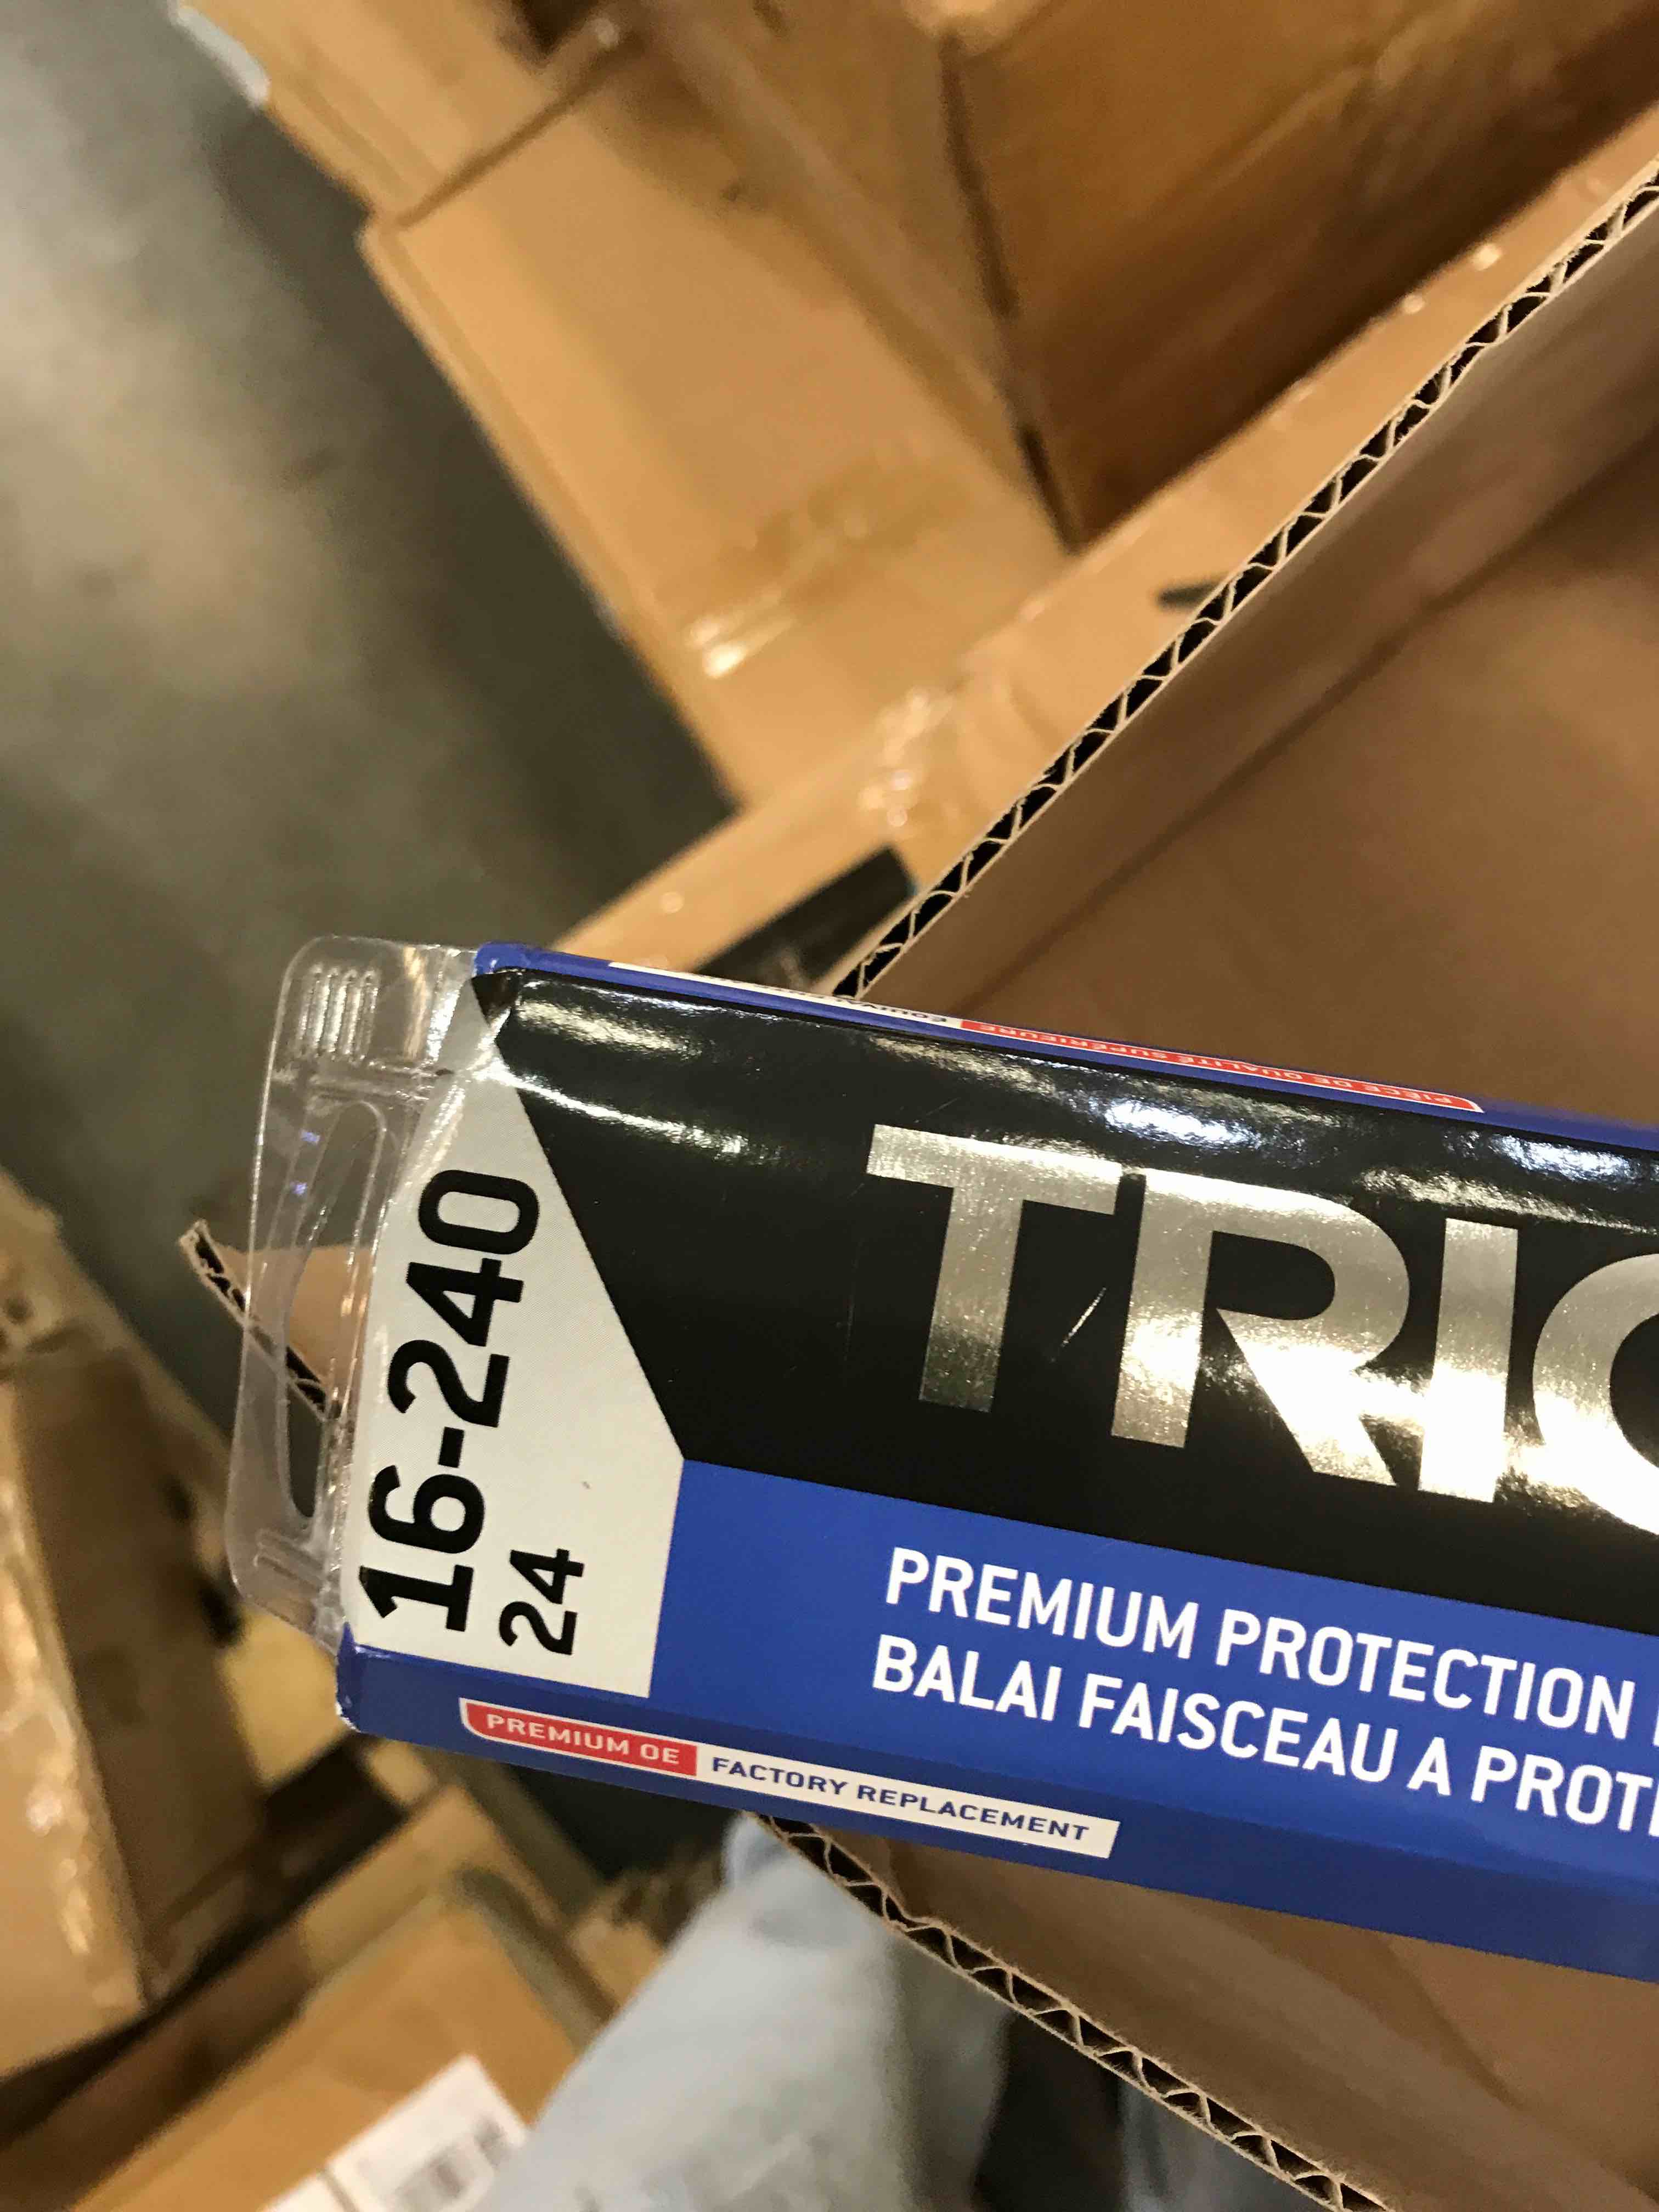 PIÈCE DE QUALITÉ SUPÉRIEURE
16-240
24
TRIC
PREMIUM PROTECTION
BALAI FAISCEAU A PROT
PREMIUM OE FACTORY REPLACEMENT